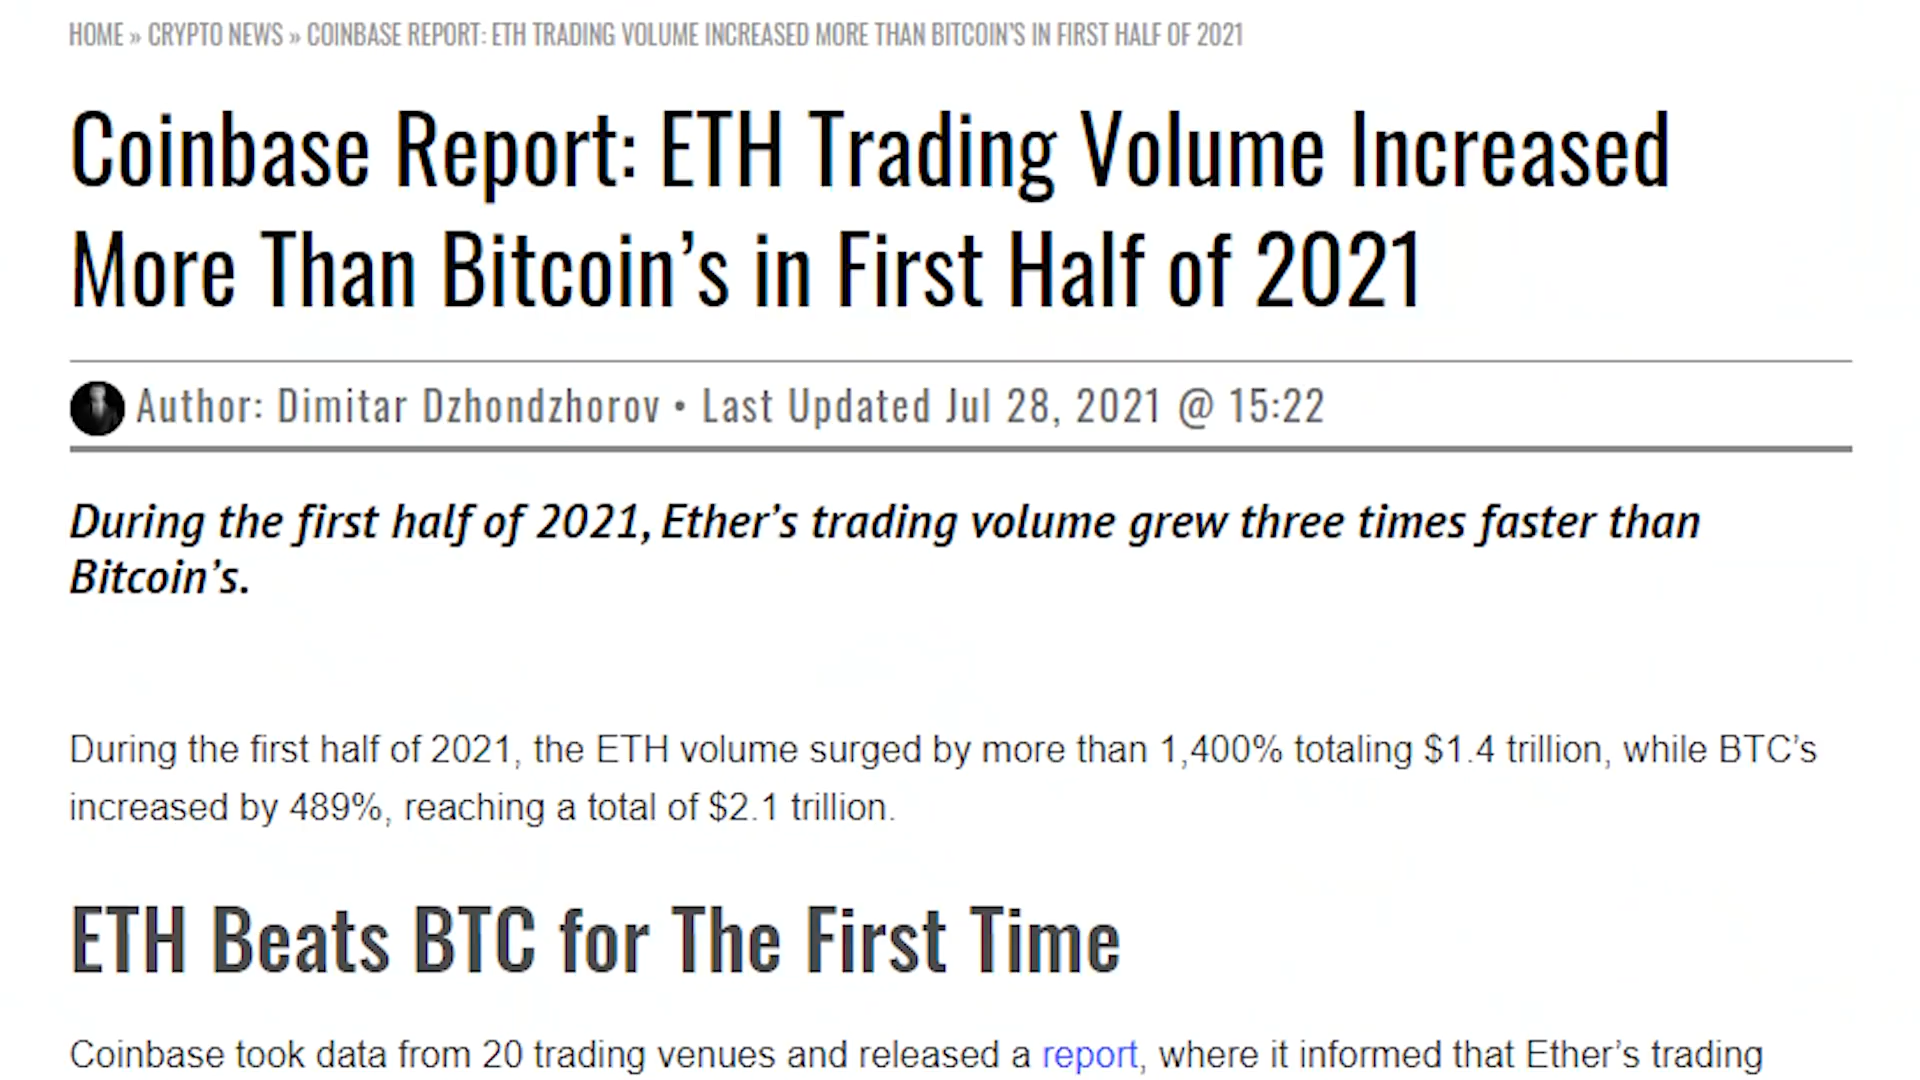 HOME » CRYPTO NEWS » COINBASE REPORT: ETH TRADING VOLUME INCREASED MORE THAN BITCOIN'S IN FIRST HALF OF 2021
Coinbase Report: ETH Trading Volume Increased
More Than Bitcoin’s in First Half of 2021
Author: Dimitar Dzhondzhorov • Last Updated Jul 28, 2021 @ 15:22
During the first half of 2021, Ether’s trading volume grew three times faster than
Bitcoin’s.
During the first half of 2021, the ETH volume surged by more than 1,400% totaling $1.4 trillion, while BTC’s
increased by 489%, reaching a total of $2.1 trillion.
ETH Beats BTC for The First Time
Coinbase took data from 20 trading venues and released a report, where it informed that Ether’s trading